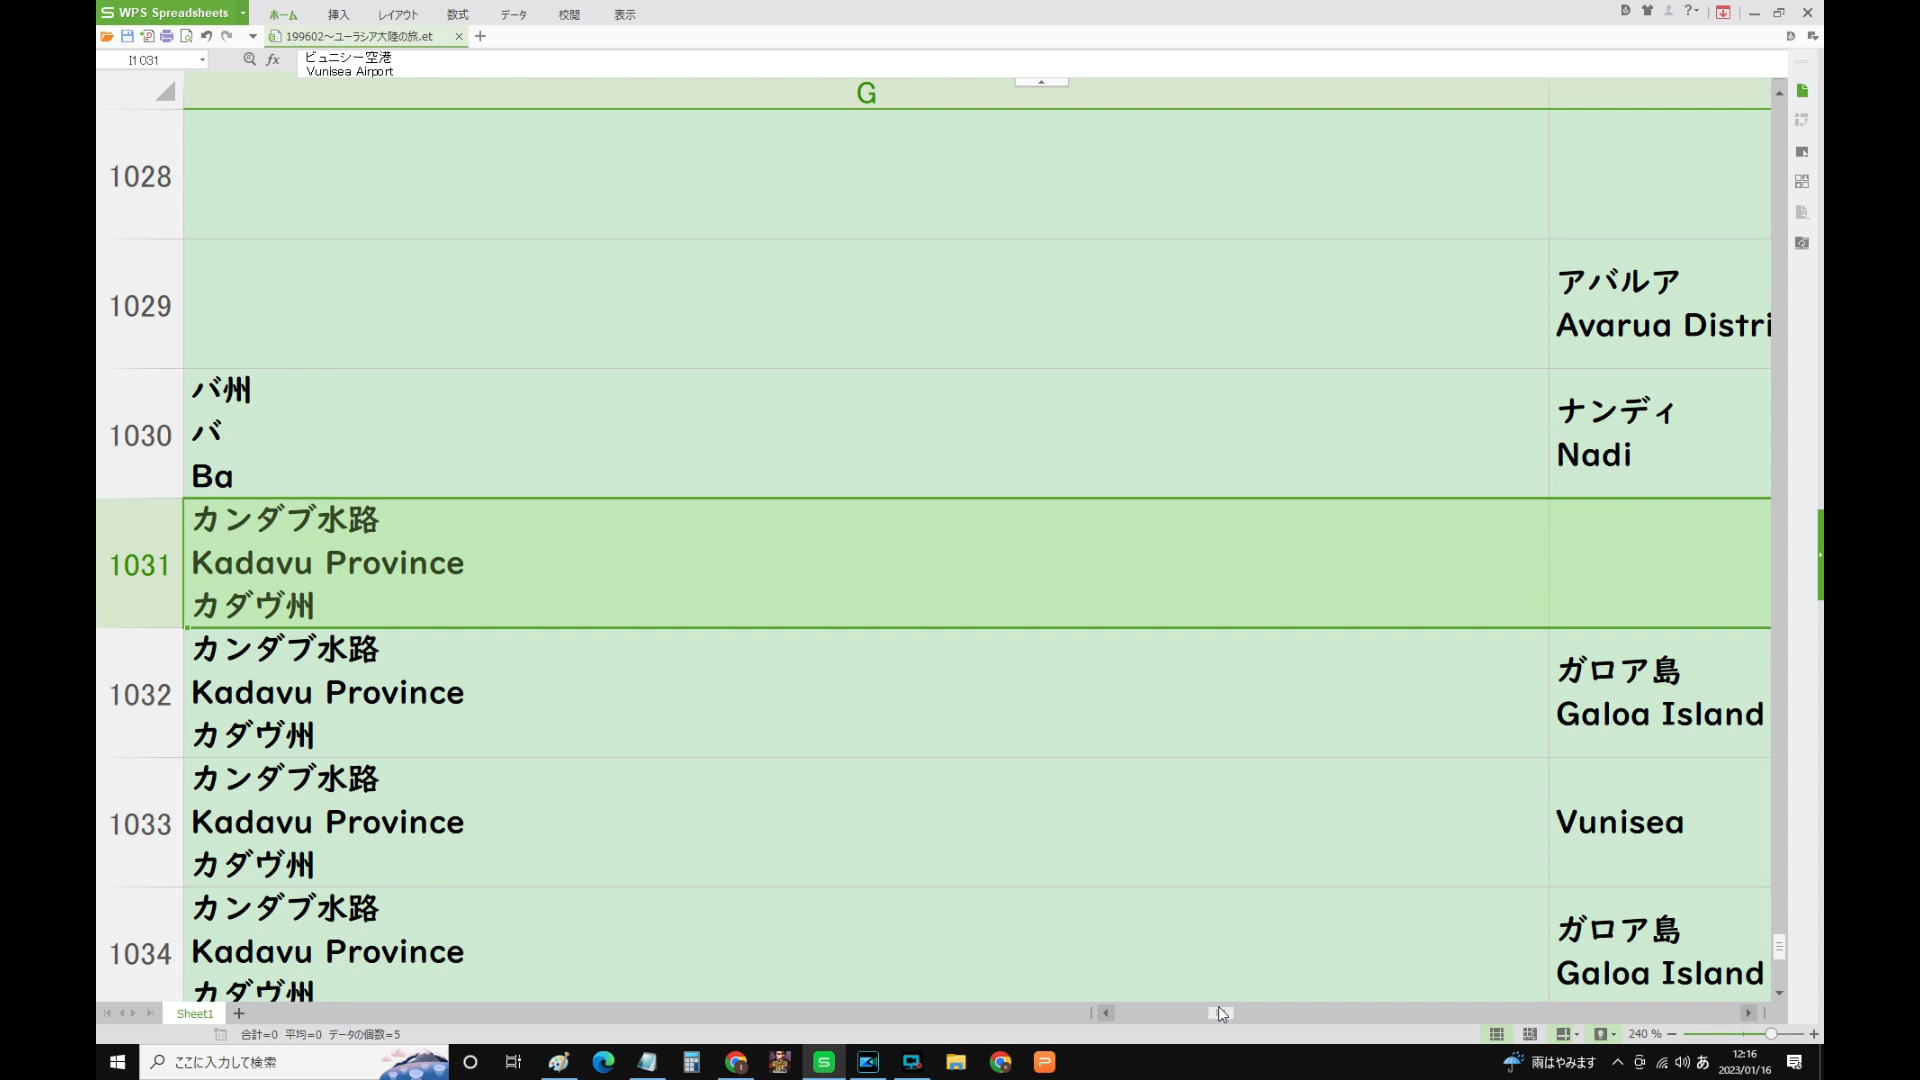 WPS Spreadsheets
ホーム
挿入
レイアウト
数式
データ
校閲
表示
199602～ユーラシア大陸の旅.et
I1031
fx
ビュニシー空港
Vunisea Airport
G
1028
1029
アバルア
Avarua Distri
1030
バ州
バ
Ba
ナンディ
Nadi
1031
カンダブ水路
Kadavu Province
カダヴ州
1032
カンダブ水路
Kadavu Province
カダヴ州
ガロア島
Galoa Island
1033
カンダブ水路
Kadavu Province
カダヴ州
Vunisea
1034
カンダブ水路
Kadavu Province
カダヴ州
ガロア島
Galoa Island
Sheet1
合計=0 平均=0 データの個数=5
240 %
ここに入力して検索
雨はやみます
あ
12:16
2023/01/16